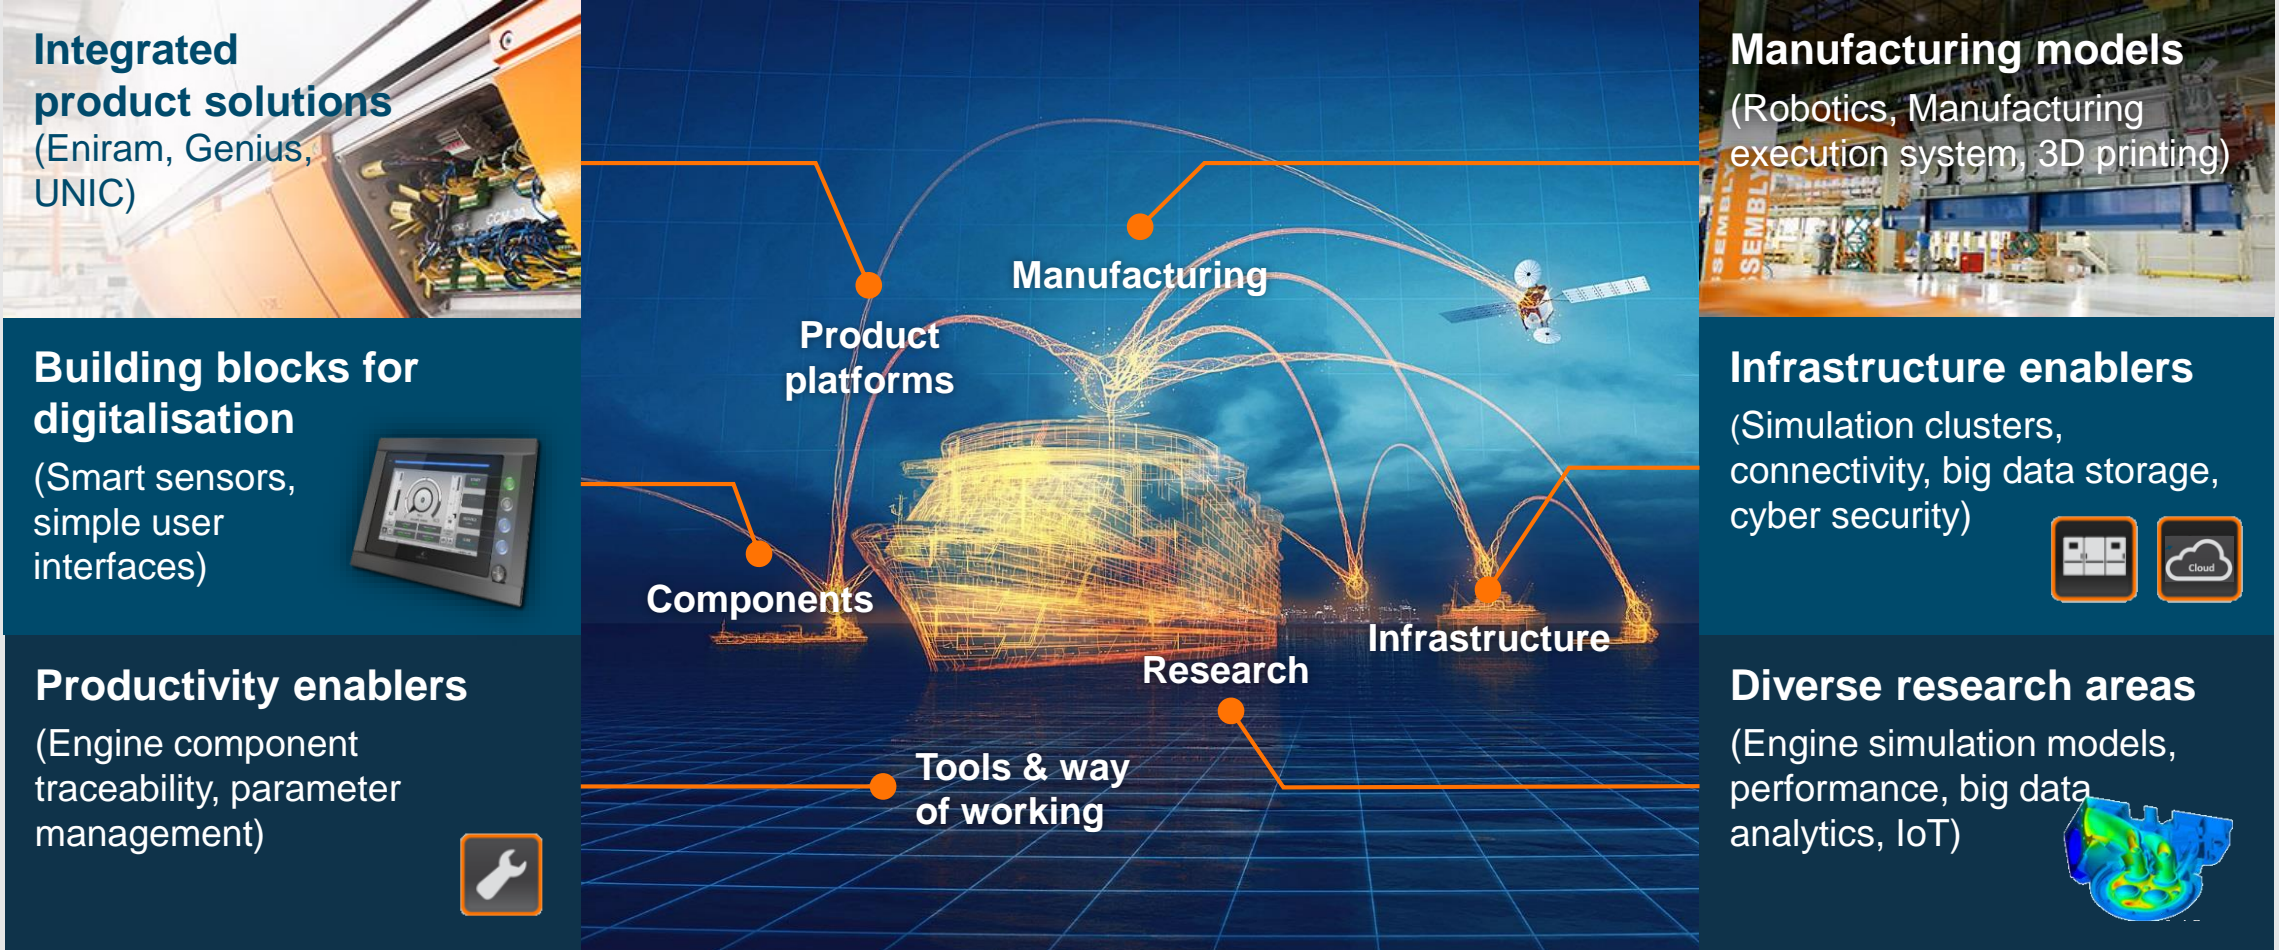 Integrated
product solutions
(Eniram, Genius,
UNIC)
Building blocks for
digitalisation
(Smart sensors,
simple user
interfaces)
Productivity enablers
(Engine component
traceability, parameter
management)
Manufacturing
Product
platforms
Components
Infrastructure
Research
Tools & way
of working
Manufacturing models
(Robotics, Manufacturing
execution system, 3D printing)
SEMBLY
ASSEMBLY
Infrastructure enablers
(Simulation clusters,
connectivity, big data storage,
cyber security)
Cloud
Diverse research areas
(Engine simulation models,
performance, big data
analytics, IoT)